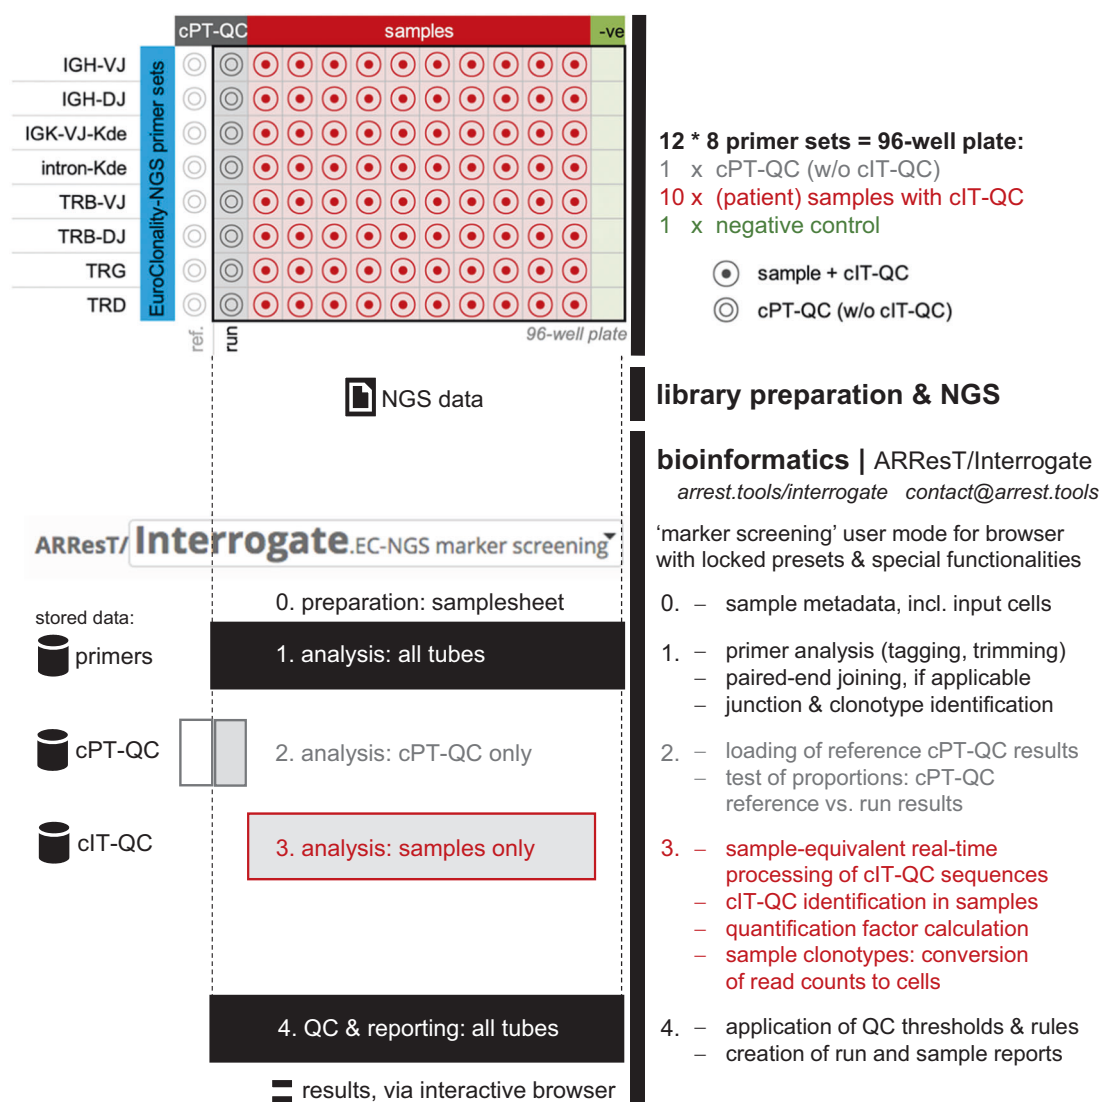 cPT-QC
samples
-ve
EuroClonality-NGS primer sets
IGH-VJ
IGH-DJ
IGK-VJ-Kde
intron-Kde
TRB-VJ
TRB-DJ
TRG
TRD
ref.
run
96-well plate
12 * 8 primer sets = 96-well plate:
1 x cPT-QC (w/o cIT-QC)
10 x (patient) samples with cIT-QC
1 x negative control
sample + cIT-QC
cPT-QC (w/o cIT-QC)
NGS data
library preparation & NGS
bioinformatics | ARResT/Interrogate
arrest.tools/interrogate contact@arrest.tools
ARResT/Interrogate.EC-NGS marker screening
'marker screening' user mode for browser
with locked presets & special functionalities
stored data:
primers
cPT-QC
cIT-QC
0. preparation: samplesheet
1. analysis: all tubes
2. analysis: cPT-QC only
3. analysis: samples only
4. QC & reporting: all tubes
results, via interactive browser
0. – sample metadata, incl. input cells
1. – primer analysis (tagging, trimming)
– paired-end joining, if applicable
– junction & clonotype identification
2. – loading of reference cPT-QC results
– test of proportions: cPT-QC
reference vs. run results
3. – sample-equivalent real-time
processing of cIT-QC sequences
– cIT-QC identification in samples
– quantification factor calculation
– sample clonotypes: conversion
of read counts to cells
4. – application of QC thresholds & rules
– creation of run and sample reports